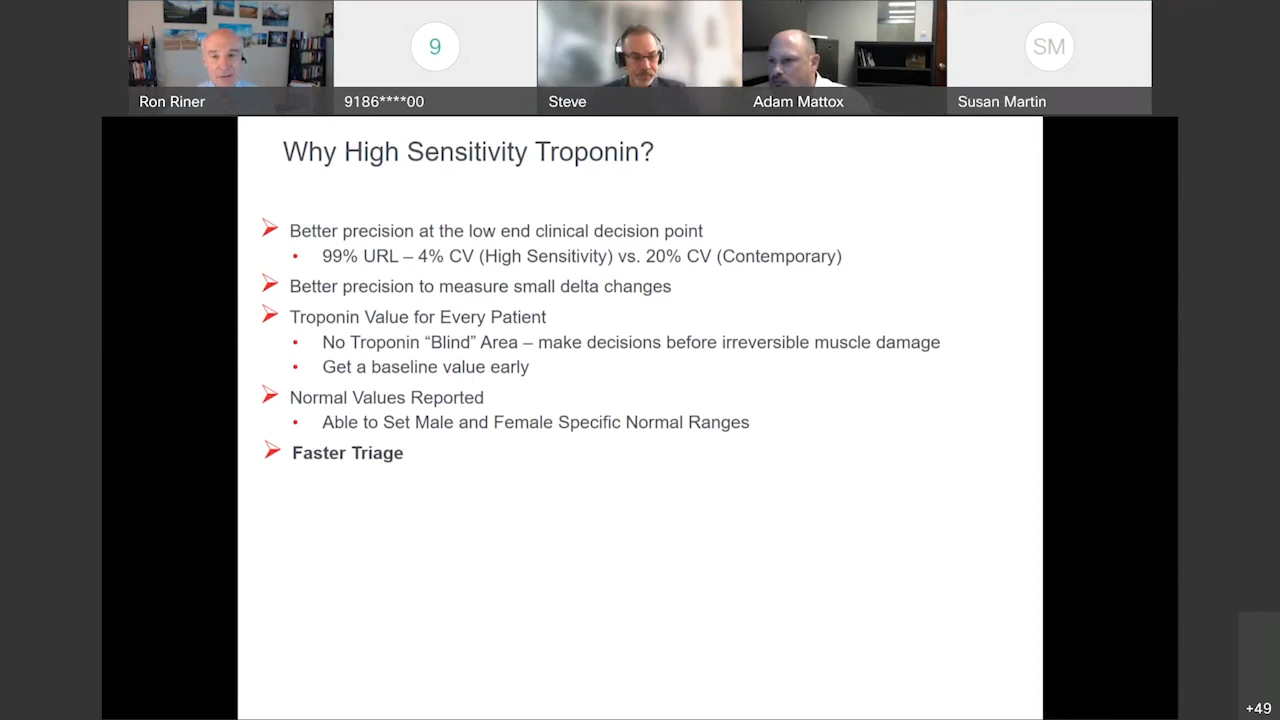 Ron Riner
9
9186****00
Steve
Adam Mattox
SM
Susan Martin
Why High Sensitivity Troponin?
Better precision at the low end clinical decision point
• 99% URL – 4% CV (High Sensitivity) vs. 20% CV (Contemporary)
Better precision to measure small delta changes
Troponin Value for Every Patient
• No Troponin “Blind” Area – make decisions before irreversible muscle damage
• Get a baseline value early
Normal Values Reported
• Able to Set Male and Female Specific Normal Ranges
Faster Triage
+49